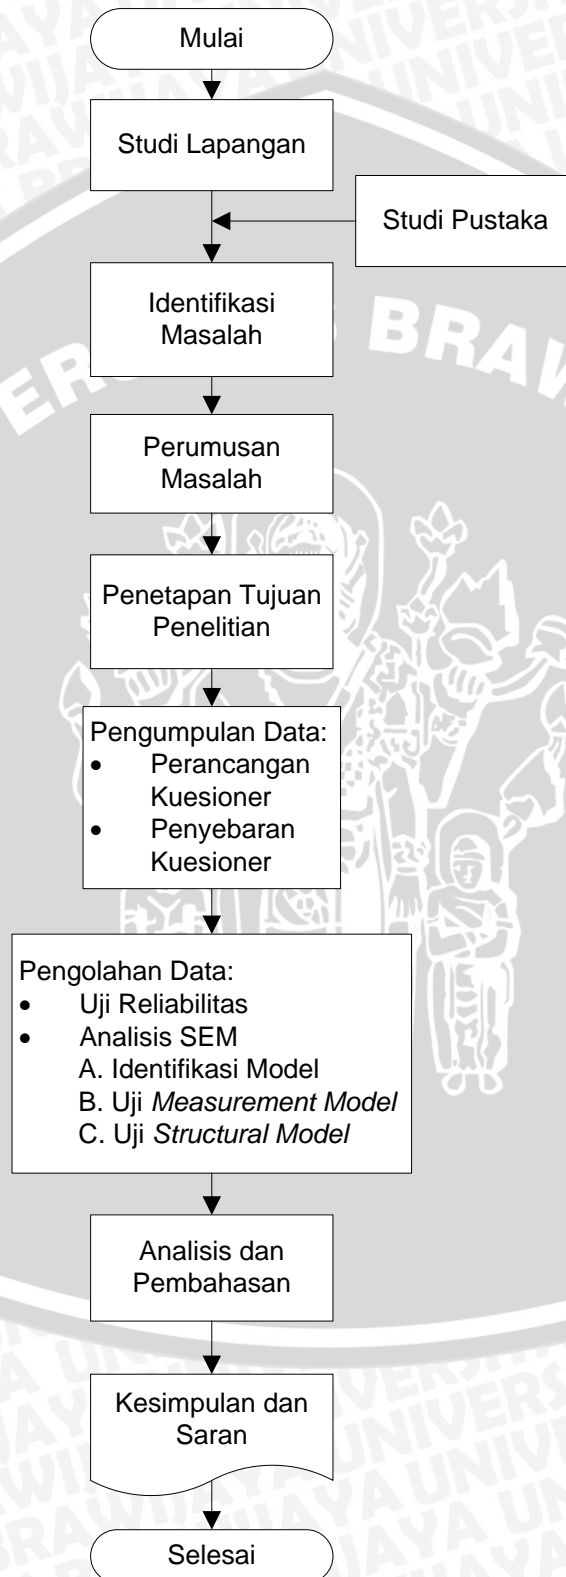 Mulai
Studi Lapangan
Studi Pustaka
Identifikasi
Masalah
Perumusan
Masalah
Penetapan Tujuan
Penelitian
Pengumpulan Data:
• Perancangan
Kuesioner
• Penyebaran
Kuesioner
Pengolahan Data:
• Uji Reliabilitas
• Analisis SEM
A. Identifikasi Model
B. Uji Measurement Model
C. Uji Structural Model
Analisis dan
Pembahasan
Kesimpulan dan
Saran
Selesai